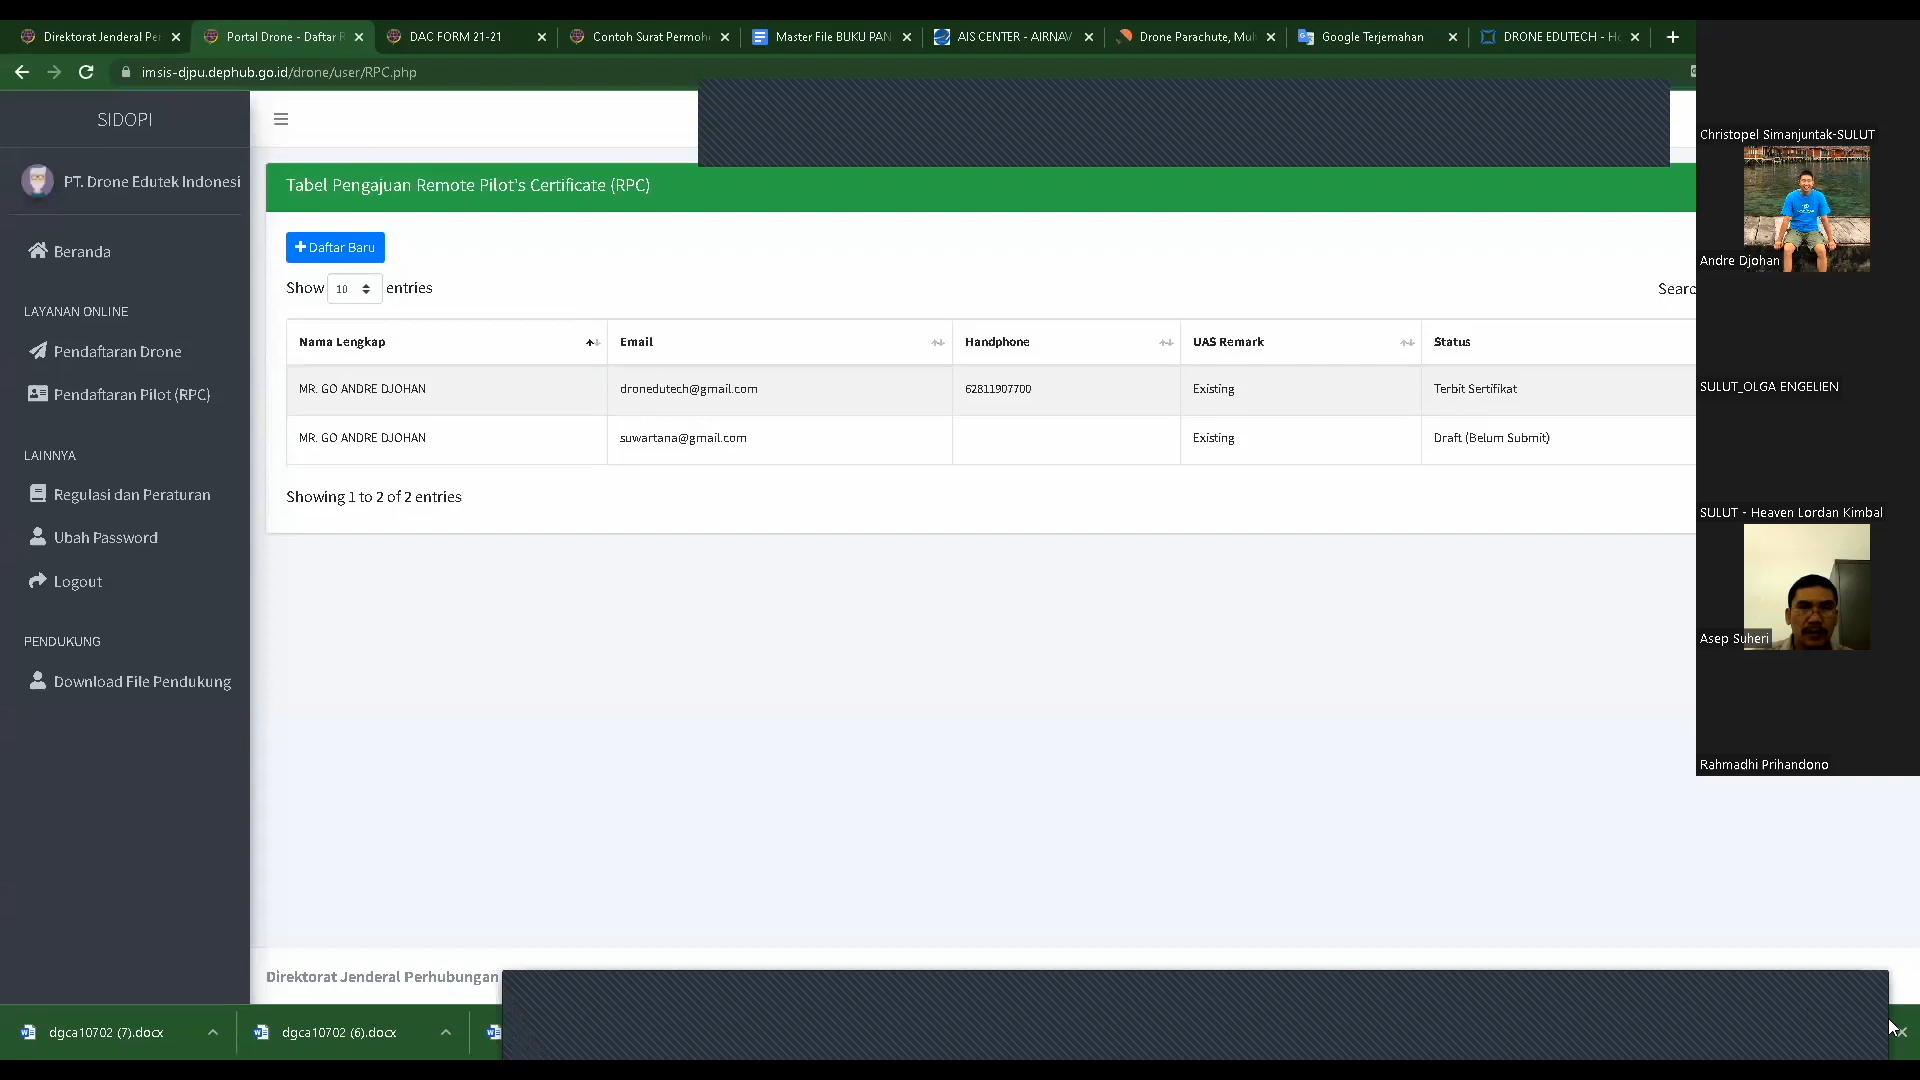 Direktorat Jenderal Pe
Portal Drone - Daftar R
DAC FORM 21-21
Contoh Surat Permoh
Master File BUKU PAN
AIS CENTER - AIRNAV
Drone Parachute, Mul
Google Terjemahan
DRONE EDUTECH - Ho
imsis-djpu.dephub.go.id/drone/user/RPC.php
SIDOPI
PT. Drone Edutek Indonesi
Beranda
LAYANAN ONLINE
Pendaftaran Drone
Pendaftaran Pilot (RPC)
LAINNYA
Regulasi dan Peraturan
Ubah Password
Logout
PENDUKUNG
Download File Pendukung
Tabel Pengajuan Remote Pilot's Certificate (RPC)
Daftar Baru
Show 10 entries
Searc
Nama Lengkap Email Handphone UAS Remark Status
MR. GO ANDRE DJOHAN dronedutech@gmail.com 62811907700 Existing Terbit Sertifikat
MR. GO ANDRE DJOHAN suwartana@gmail.com Existing Draft (Belum Submit)
Showing 1 to 2 of 2 entries
Direktorat Jenderal Perhubungan
dgca10702 (7).docx
dgca10702 (6).docx
Christopel Simanjuntak-SULUT
Andre Djohan
SULUT_OLGA ENGELIEN
SULUT - Heaven Lordan Kimbal
Asep Suheri
Rahmadhi Prihandono